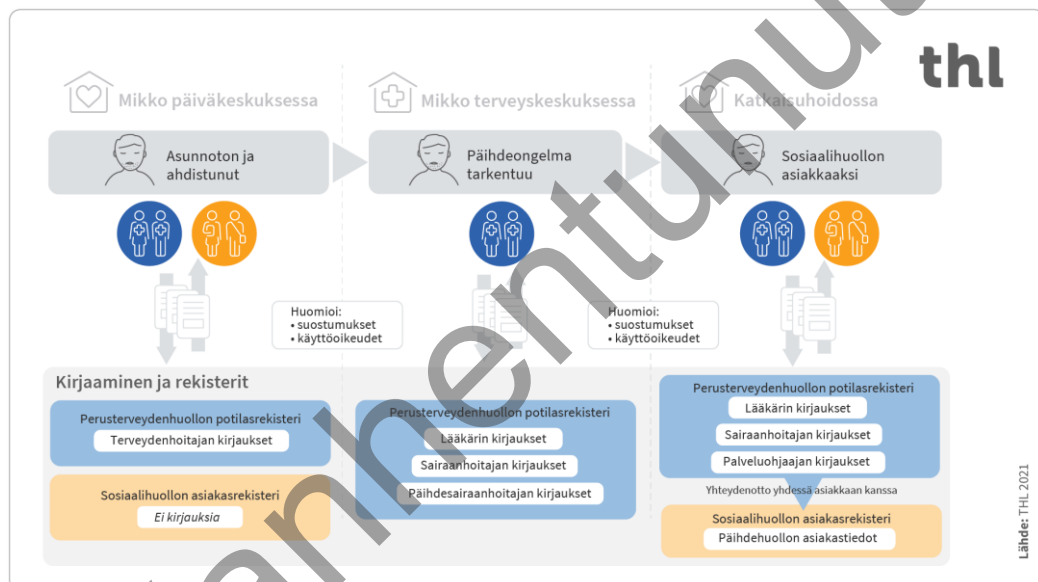 thl
Mikko päiväkeskuksessa
Mikko terveyskeskuksessa
Katkaisuhoidossa
Asunnoton ja
ahdistunut
Päihdeongelma
tarkentuu
Sosiaalihuollon
asiakkaaksi
Huomioi:
• suostumukset
• käyttöoikeudet
Huomioi:
• suostumukset
• käyttöoikeudet
Kirjaaminen ja rekisterit
Perusterveydenhuollon potilasrekisteri
Terveydenhoitajan kirjaukset
Sosiaalihuollon asiakasrekisteri
Ei kirjauksia
Perusterveydenhuollon potilasrekisteri
Lääkärin kirjaukset
Sairaanhoitajan kirjaukset
Päihdesairaanhoitajan kirjaukset
Perusterveydenhuollon potilasrekisteri
Lääkärin kirjaukset
Sairaanhoitajan kirjaukset
Palveluohjaajan kirjaukset
Yhteydenotto yhdessä asiakkaan kanssa
Sosiaalihuollon asiakasrekisteri
Päihdehuollon asiakastiedot
Lähde: THL 2021